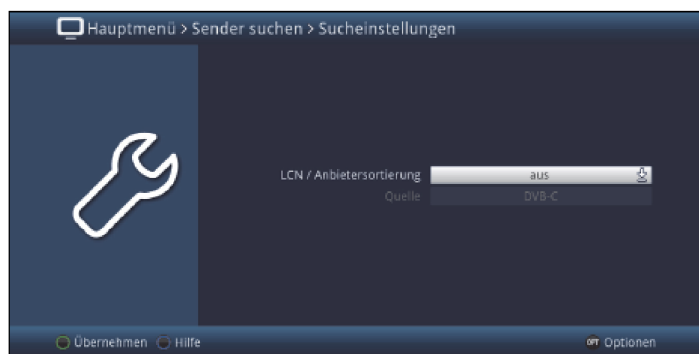 Hauptmenü > Sender suchen > Sucheinstellungen
LCN / Anbietersortierung aus
Quelle DVB-C
Übernehmen Hilfe OPT Optionen